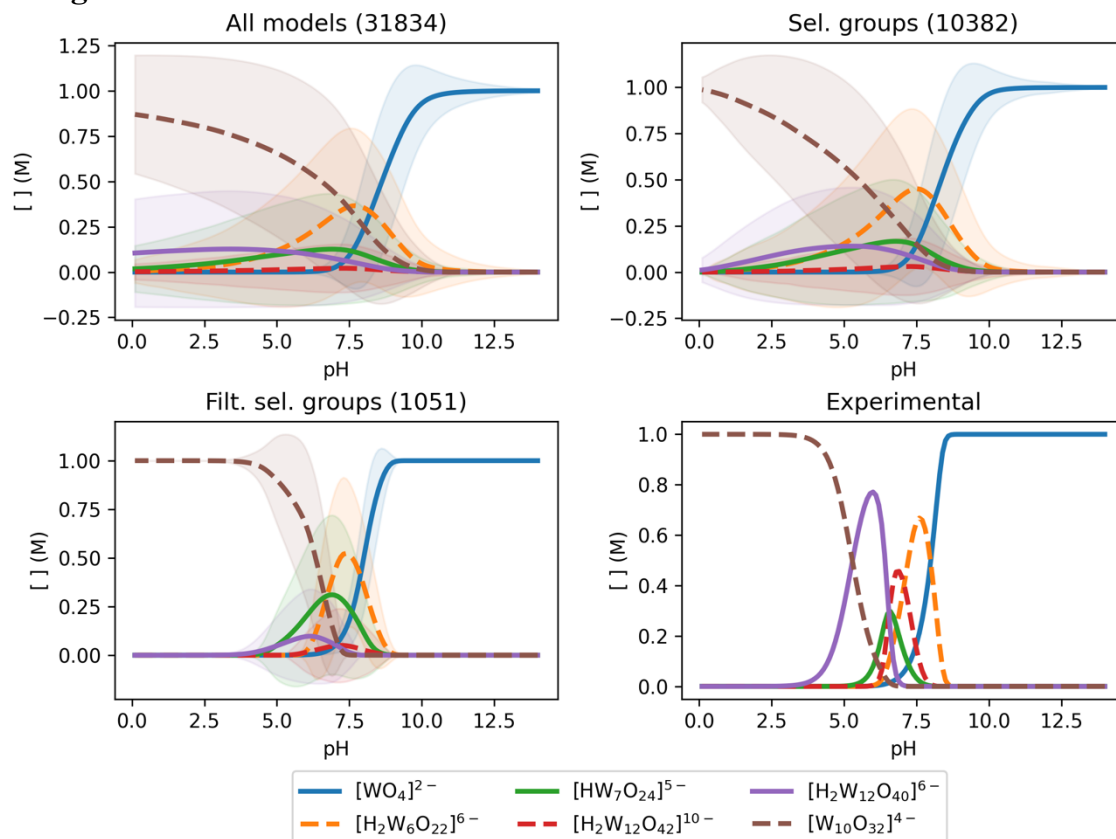 All models (31834)
1.25
1.00
0.75
0.50
0.25
0.00
−0.25
[ ] (M)
0.0 2.5 5.0 7.5 10.0 12.5
pH
Sel. groups (10382)
1.25
1.00
0.75
0.50
0.25
0.00
−0.25
[ ] (M)
0.0 2.5 5.0 7.5 10.0 12.5
pH
Filt. sel. groups (1051)
1.00
0.75
0.50
0.25
0.00
[ ] (M)
0.0 2.5 5.0 7.5 10.0 12.5
pH
Experimental
1.0
0.8
0.6
0.4
0.2
0.0
[ ] (M)
0.0 2.5 5.0 7.5 10.0 12.5
pH
[WO₄]²⁻ [HW₇O₂₄]⁵⁻ [H₂W₁₂O₄₀]⁶⁻
[H₂W₆O₂₂]⁶⁻ [H₂W₁₂O₄₂]¹⁰⁻ [W₁₀O₃₂]⁴⁻